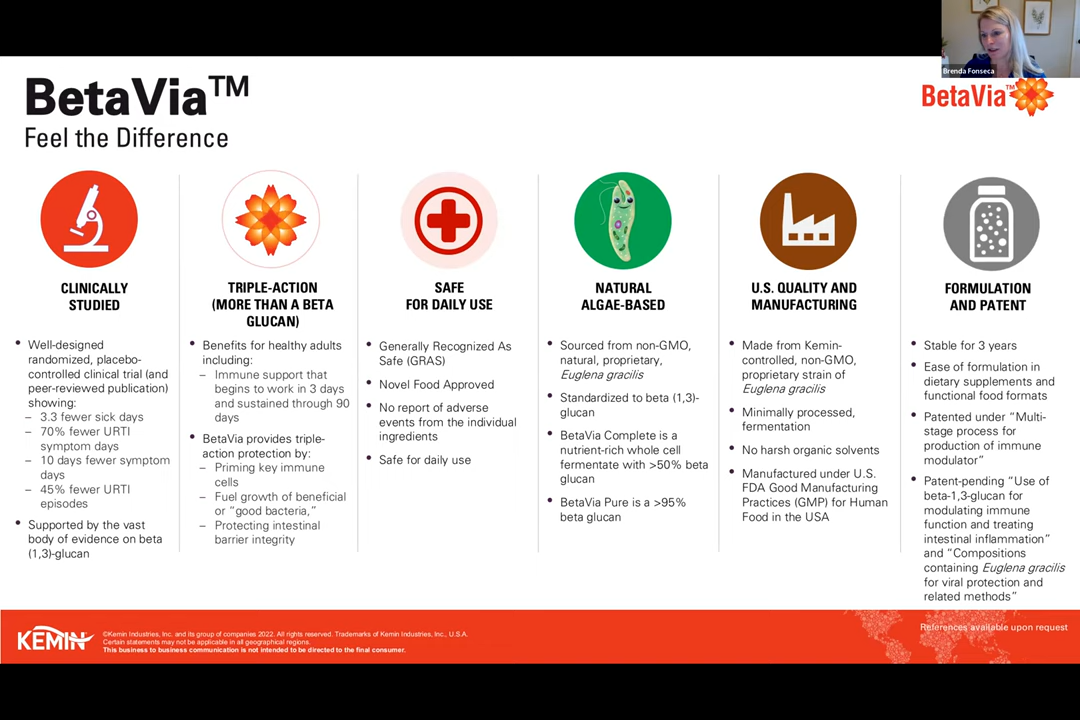 Brenda Fonseca
BetaVia™
Feel the Difference
BetaVia™
CLINICALLY
STUDIED
• Well-designed
randomized, placebo-
controlled clinical trial (and
peer-reviewed publication)
showing:
– 3.3 fewer sick days
– 70% fewer URTI
symptom days
– 10 days fewer symptom
days
– 45% fewer URTI
episodes
• Supported by the vast
body of evidence on beta
(1,3)-glucan
TRIPLE-ACTION
(MORE THAN A BETA
GLUCAN)
• Benefits for healthy adults
including:
– Immune support that
begins to work in 3 days
and sustained through 90
days
• BetaVia provides triple-
action protection by:
– Priming key immune
cells
– Fuel growth of beneficial
or “good bacteria,”
– Protecting intestinal
barrier integrity
SAFE
FOR DAILY USE
• Generally Recognized As
Safe (GRAS)
• Novel Food Approved
• No report of adverse
events from the individual
ingredients
• Safe for daily use
NATURAL
ALGAE-BASED
• Sourced from non-GMO,
natural, proprietary,
Euglena gracilis
• Standardized to beta (1,3)-
glucan
• BetaVia Complete is a
nutrient-rich whole cell
fermentate with >50% beta
glucan
• BetaVia Pure is a >95%
beta glucan
U.S. QUALITY AND
MANUFACTURING
• Made from Kemin-
controlled, non-GMO,
proprietary strain of
Euglena gracilis
• Minimally processed,
fermentation
• No harsh organic solvents
• Manufactured under U.S.
FDA Good Manufacturing
Practices (GMP) for Human
Food in the USA
FORMULATION
AND PATENT
• Stable for 3 years
• Ease of formulation in
dietary supplements and
functional food formats
• Patented under “Multi-
stage process for
production of immune
modulator”
• Patent-pending “Use of
beta-1,3-glucan for
modulating immune
function and treating
intestinal inflammation”
and “Compositions
containing Euglena gracilis
for viral protection and
related methods”
KEMIN
©Kemin Industries, Inc. and its group of companies 2022. All rights reserved. Trademarks of Kemin Industries, Inc., U.S.A.
Certain statements may not be applicable in all geographical regions.
This business to business communication is not intended to be directed to the final consumer.
References available upon request